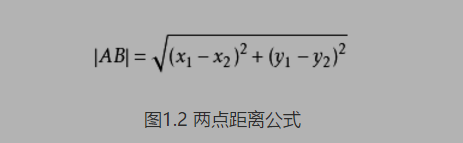 |AB| = √(x₁ − x₂)² + (y₁ − y₂)²
图1.2 两点距离公式